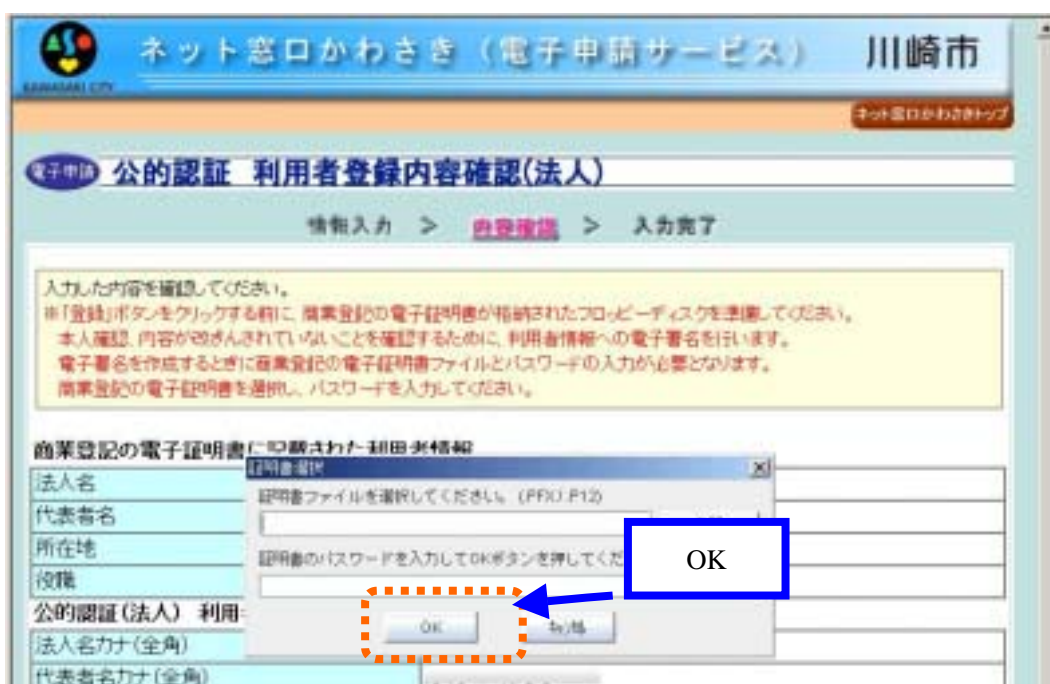 ネット窓口かわさき（電子申請サービス） 川崎市
KAWASAKI CITY
ネット窓口かわさきトップ
電子申請 公的認証 利用者登録内容確認(法人)
情報入力 > 内容確認 > 入力完了
入力した内容を確認してください。
※「登録」ボタンをクリックする前に、商業登記の電子証明書が格納されたフロッピーディスクを準備してください。
本人確認、内容が改ざんされていないことを確認するために、利用者情報への電子署名を行います。
電子署名を作成するときに商業登記の電子証明書ファイルとパスワードの入力が必要となります。
商業登記の電子証明書を選択し、パスワードを入力してください。
商業登記の電子証明書に記載された利用者情報
証明書選択
法人名
証明書ファイルを選択してください。(PFX/.P12)
代表者名
所在地
証明書のパスワードを入力してOKボタンを押してくだ
OK
役職
公的認証(法人) 利用
OK
キャンセル
法人名カナ(全角)
代表者名カナ(全角)